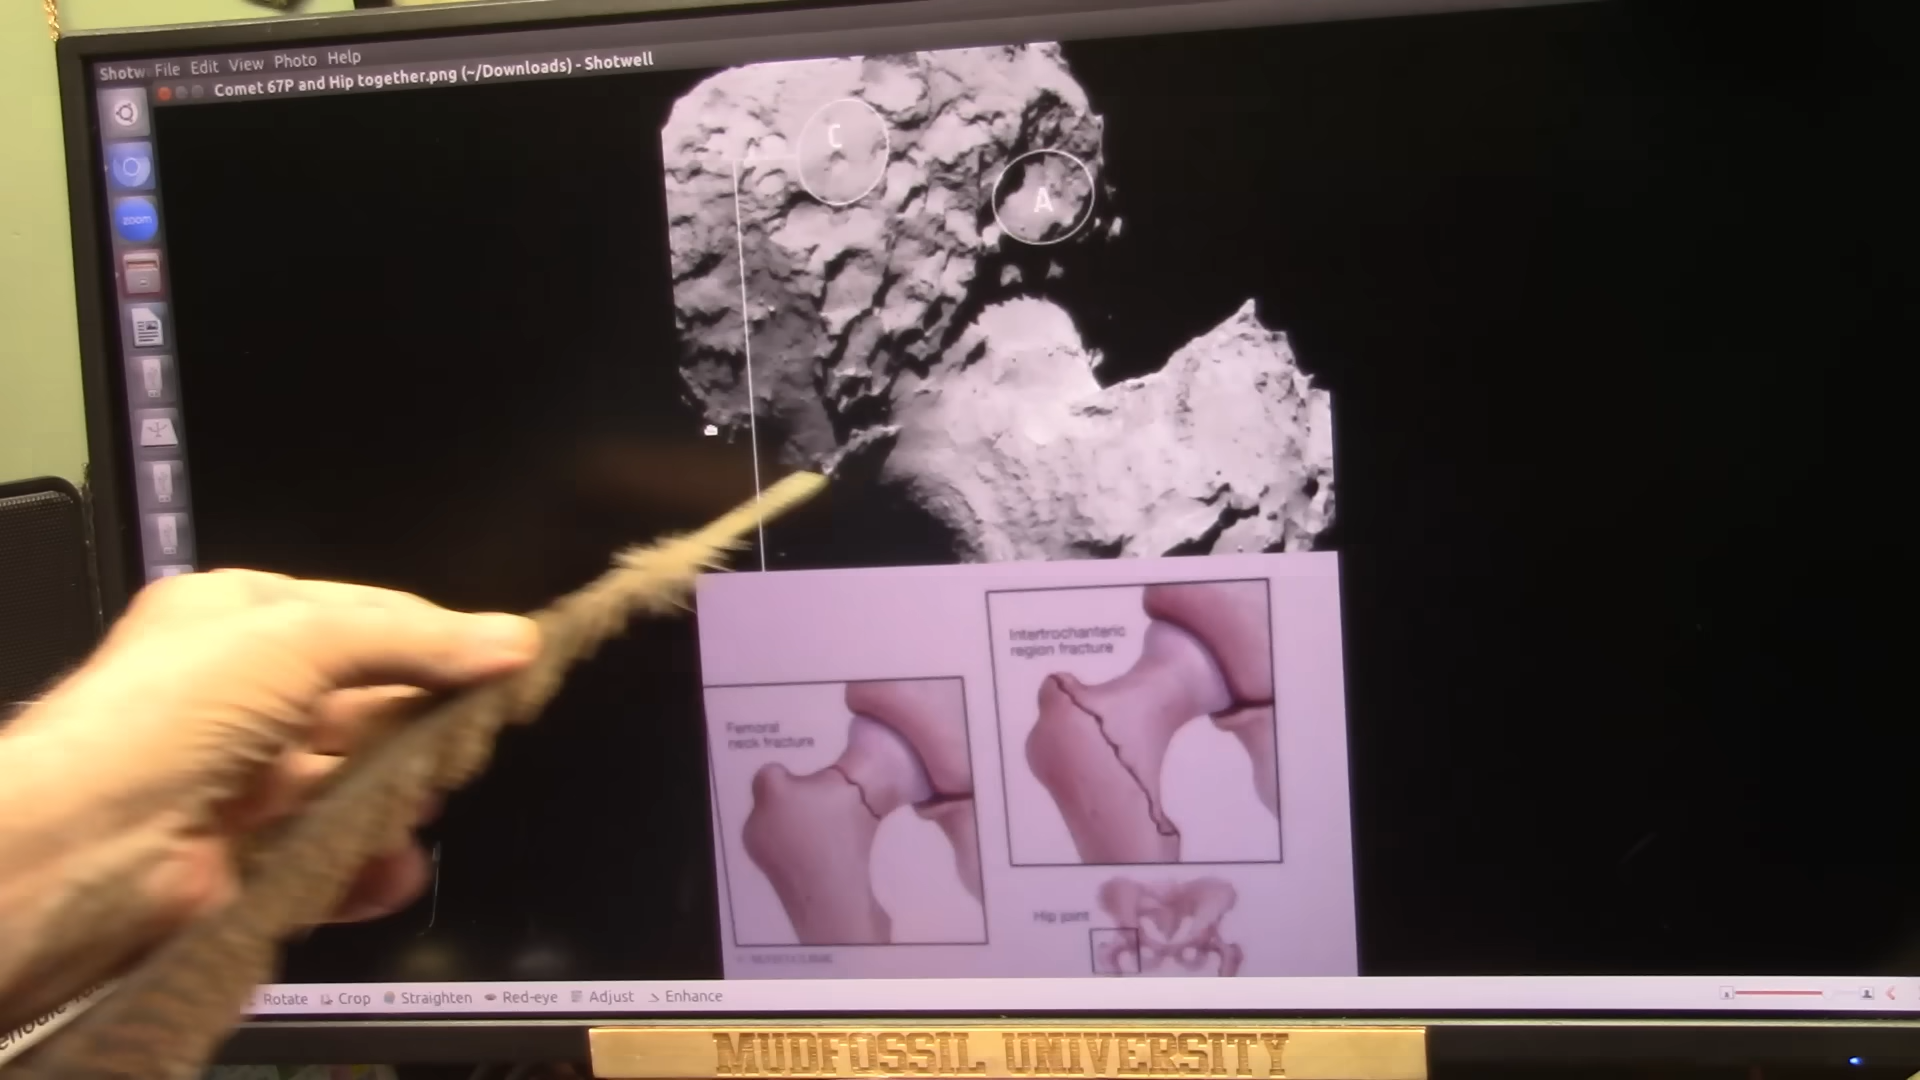 Shotw File Edit View Photo Help
Comet 67P and Hip together.png (~/Downloads) - Shotwell
C
A
zoom
Intertrochanteric
region fracture
Femoral
neck fracture
Hip joint
Rotate Crop Straighten Red-eye Adjust Enhance
MUDFOSSIL UNIVERSITY